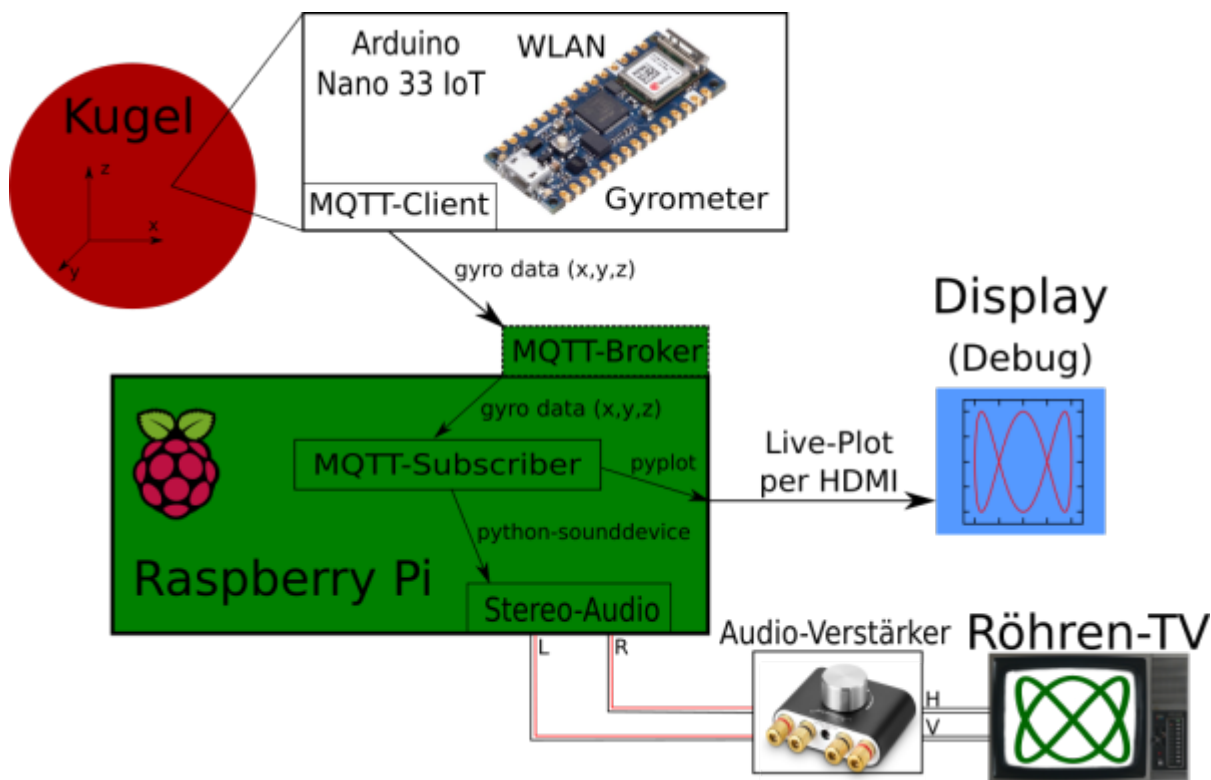 Kugel
z
x
y
Arduino
Nano 33 IoT
WLAN
Gyrometer
MQTT-Client
gyro data (x,y,z)
MQTT-Broker
gyro data (x,y,z)
MQTT-Subscriber
pyplot
python-sounddevice
Raspberry Pi
Stereo-Audio
Live-Plot
per HDMI
Display
(Debug)
L
R
Audio-Verstärker
H
V
Röhren-TV